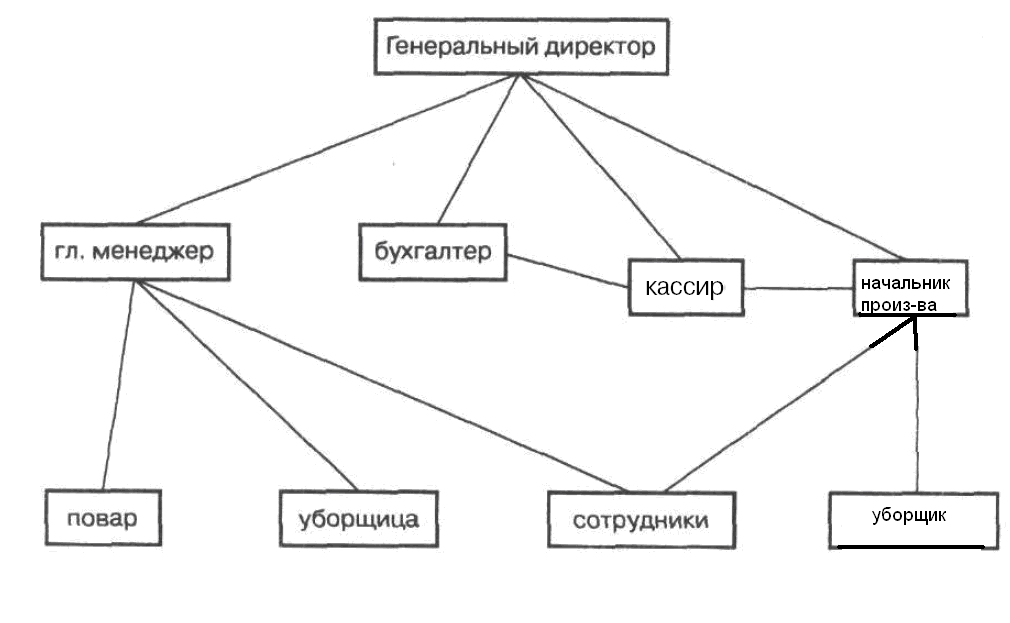 Генеральный директор
гл. менеджер
бухгалтер
кассир
начальник
произ-ва
повар
уборщица
сотрудники
уборщик